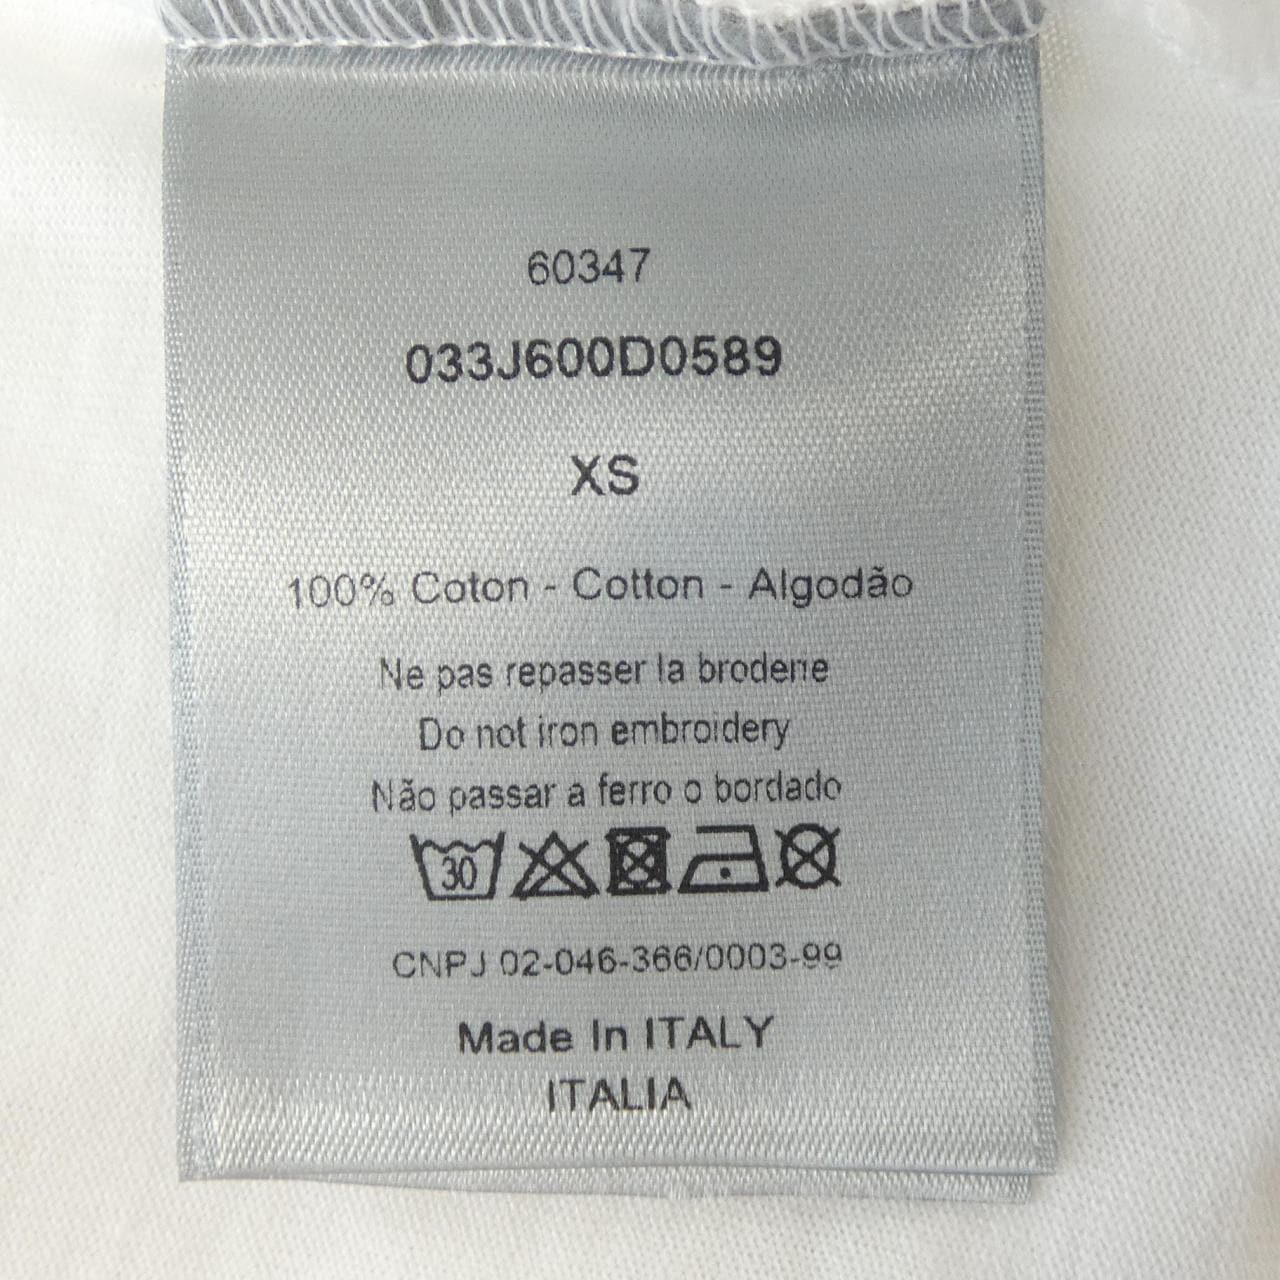 60347
033J600D0589
XS
100% Coton - Cotton - Algodão
Ne pas repasser la broderie
Do not iron embroidery
Não passar a ferro o bordado
30
CNPJ 02-046-366/0003-99
Made In ITALY
ITALIA